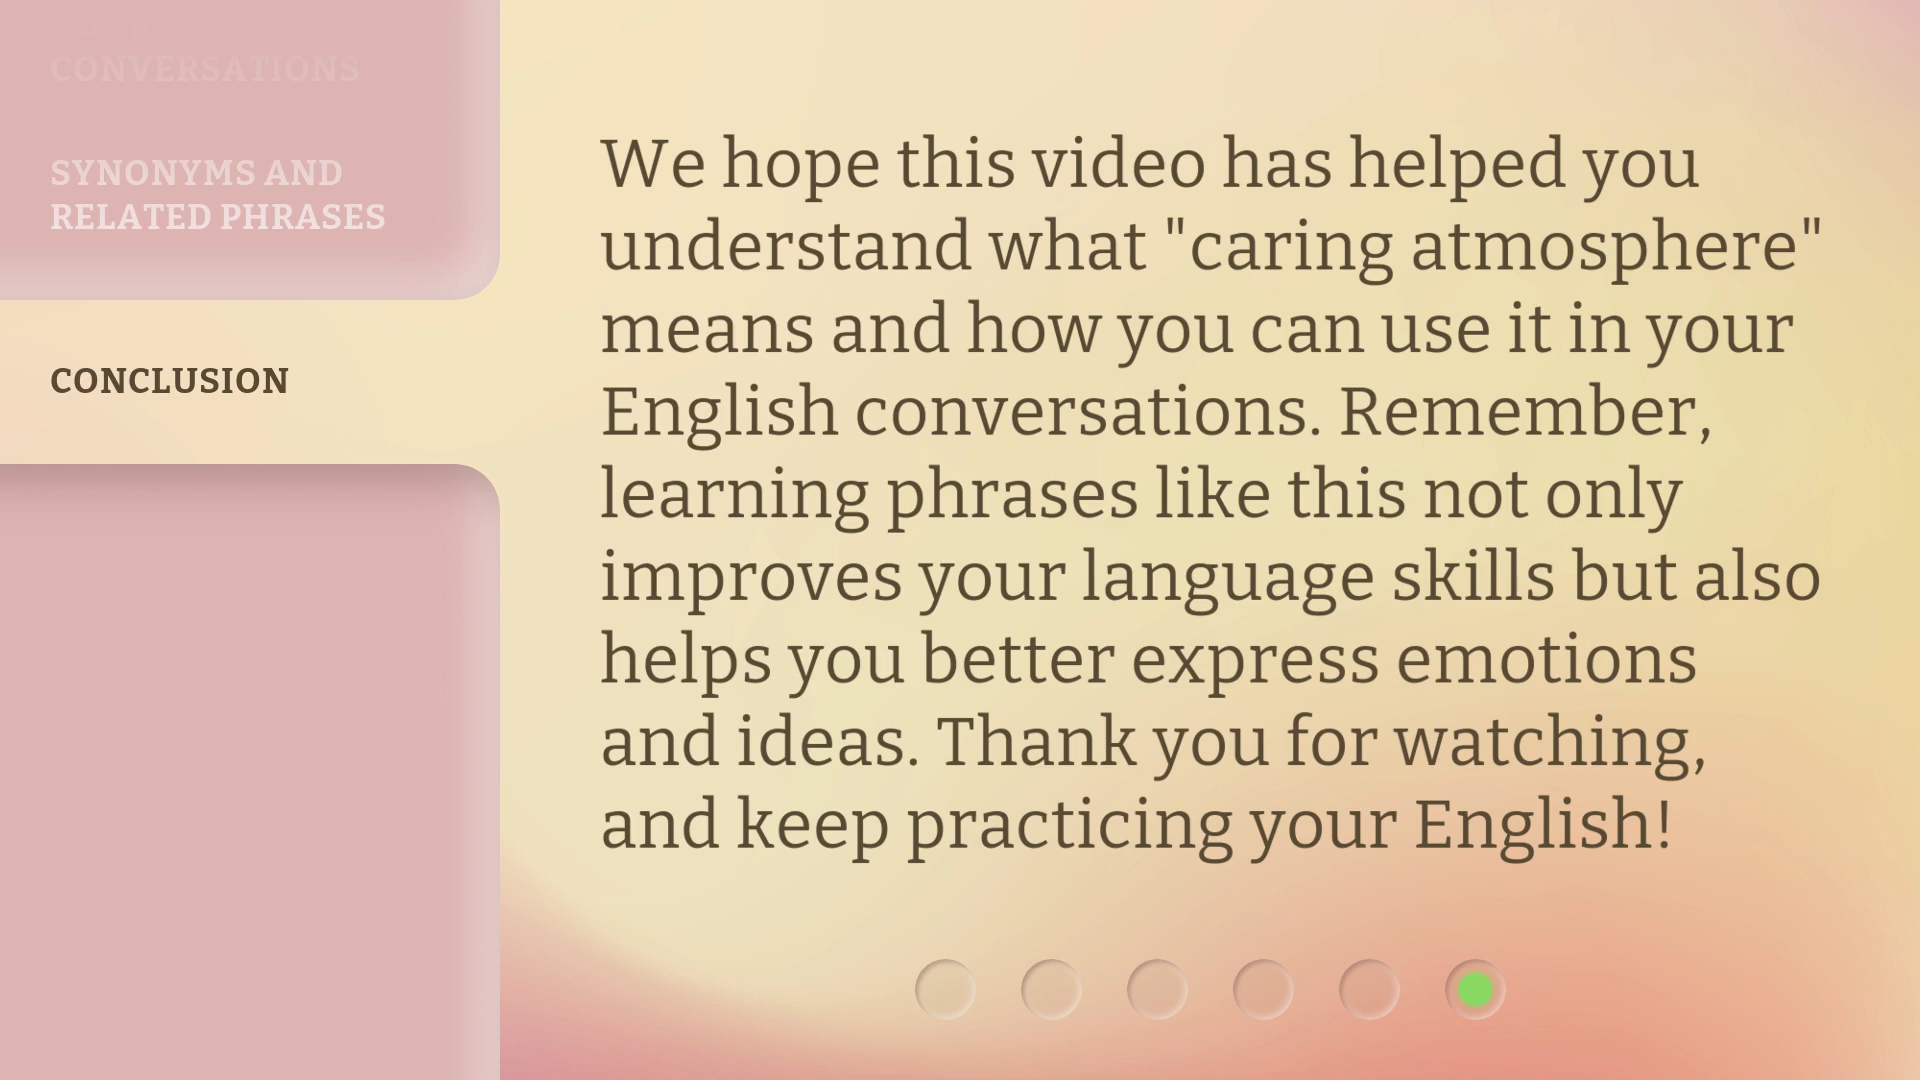 CONVERSATIONS
SYNONYMS AND
RELATED PHRASES
CONCLUSION
We hope this video has helped you
understand what "caring atmosphere"
means and how you can use it in your
English conversations. Remember,
learning phrases like this not only
improves your language skills but also
helps you better express emotions
and ideas. Thank you for watching,
and keep practicing your English!